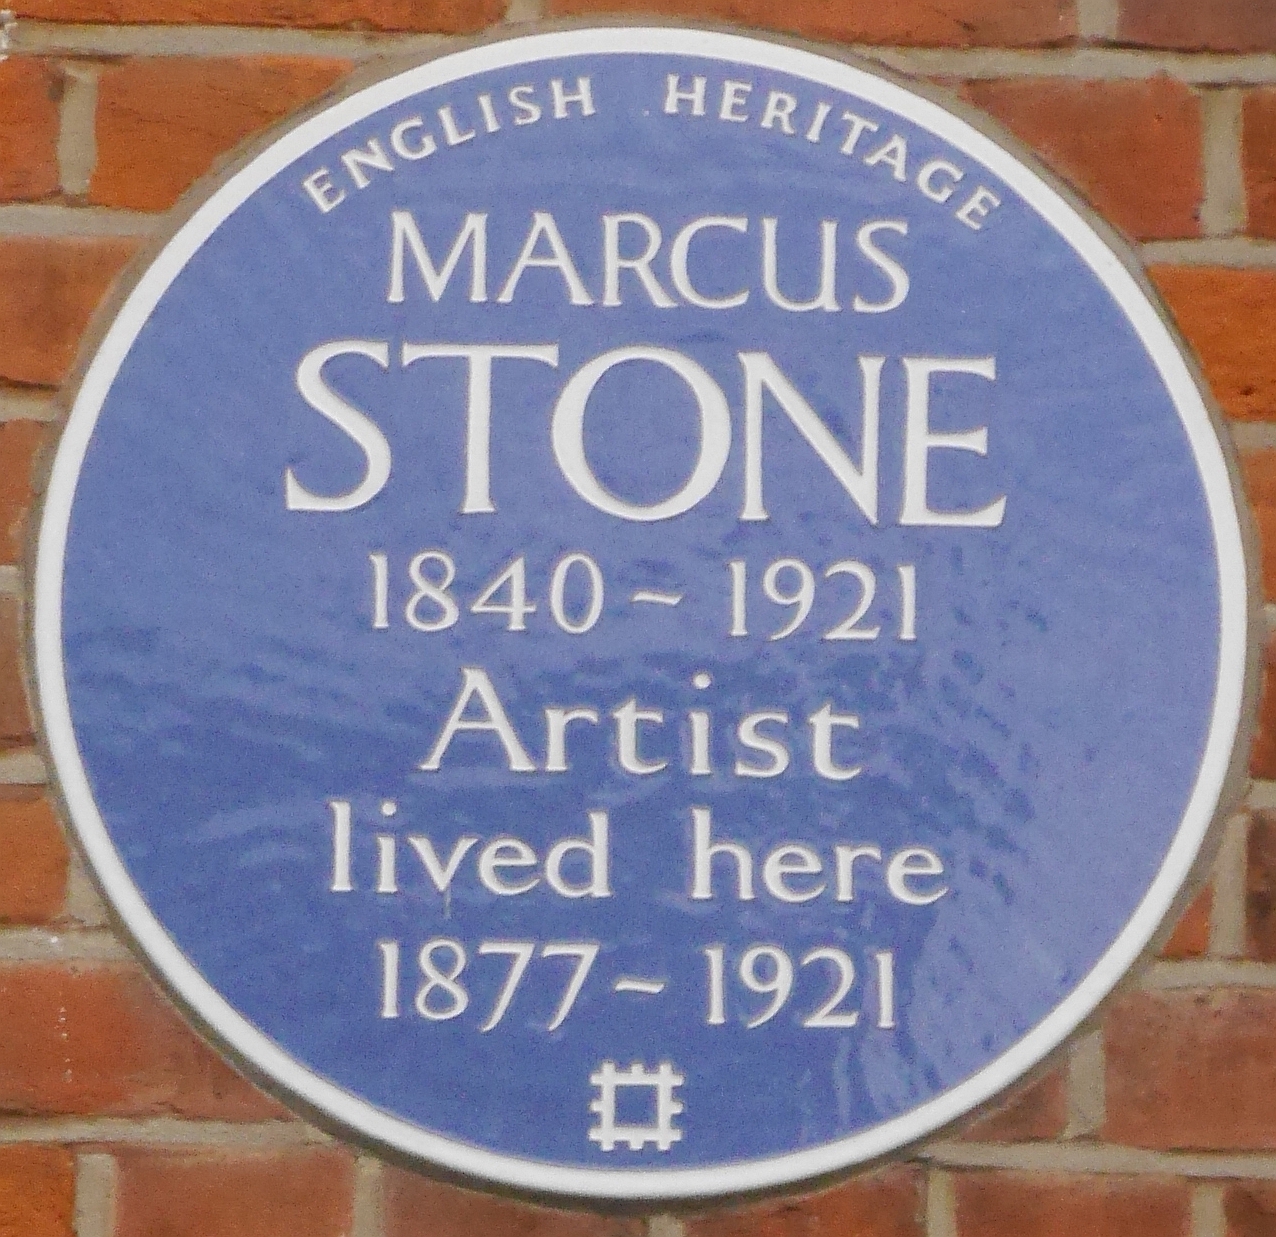 ENGLISH HERITAGE
MARCUS
STONE
1840 ~ 1921
Artist
lived here
1877 ~ 1921